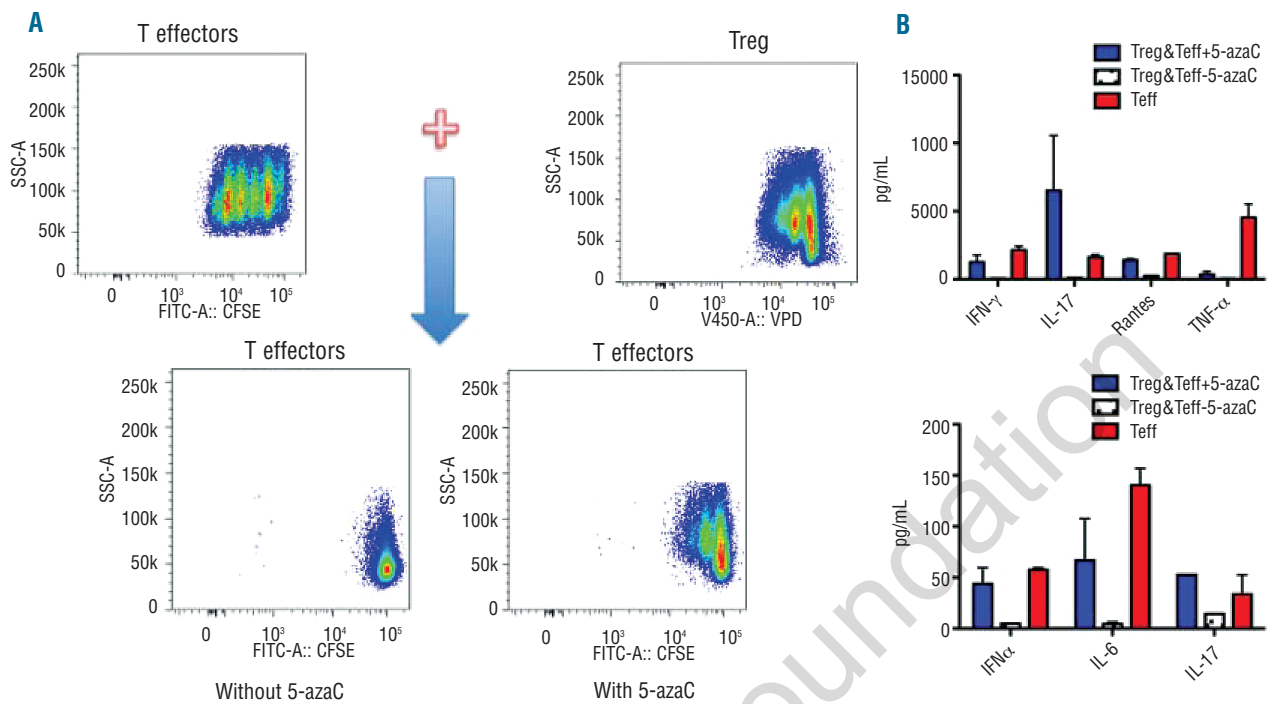 A
T effectors
250k
200k
150k
100k
50k
0
SSC-A
0 10³ 10⁴ 10⁵
FITC-A:: CFSE
Treg
250k
200k
150k
100k
50k
0
SSC-A
0 10³ 10⁴ 10⁵
V450-A:: VPD
T effectors
250k
200k
150k
100k
50k
0
SSC-A
0 10³ 10⁴ 10⁵
FITC-A:: CFSE
Without 5-azaC
T effectors
250k
200k
150k
100k
50k
0
SSC-A
0 10³ 10⁴ 10⁵
FITC-A:: CFSE
With 5-azaC
B
Treg&Teff+5-azaC
Treg&Teff-5-azaC
Teff
15000
1000
5000
0
pg/mL
IFN-γ IL-17 Rantes TNF-α
Treg&Teff+5-azaC
Treg&Teff-5-azaC
Teff
200
150
100
50
0
pg/mL
IFNα IL-6 IL-17
oundation